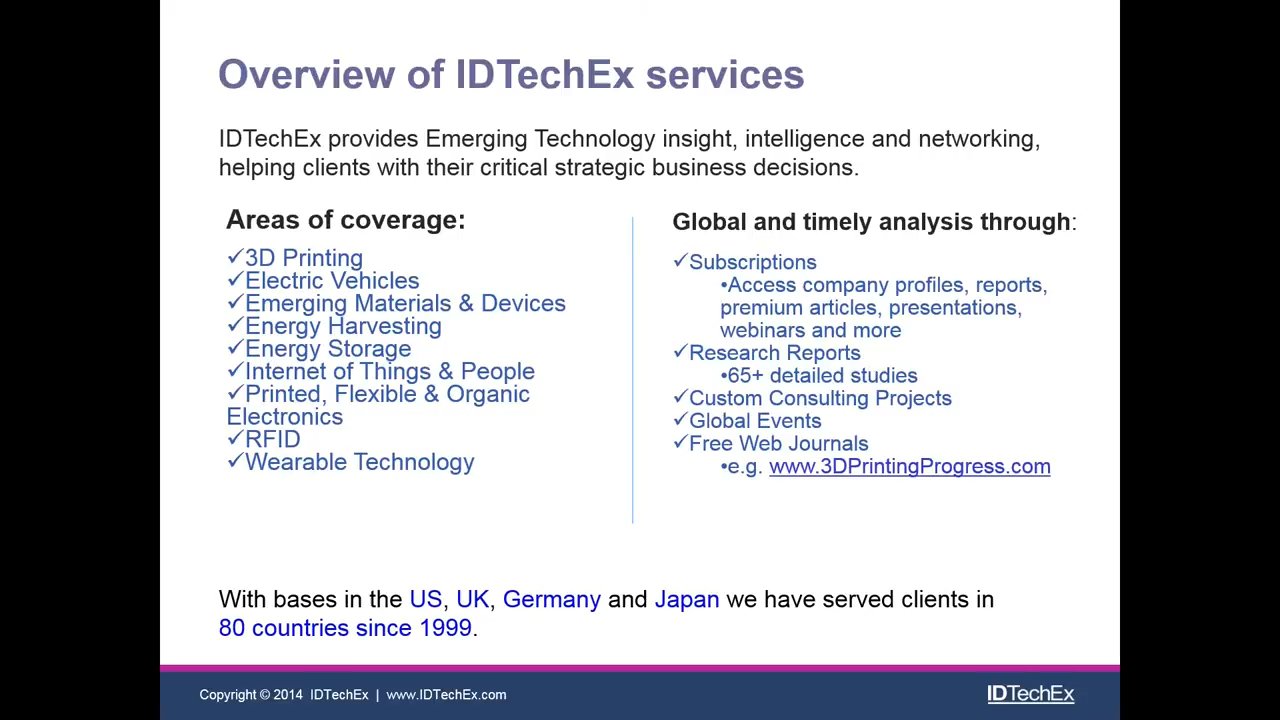 Overview of IDTechEx services
IDTechEx provides Emerging Technology insight, intelligence and networking,
helping clients with their critical strategic business decisions.
Areas of coverage:
✓3D Printing
✓Electric Vehicles
✓Emerging Materials & Devices
✓Energy Harvesting
✓Energy Storage
✓Internet of Things & People
✓Printed, Flexible & Organic
Electronics
✓RFID
✓Wearable Technology
Global and timely analysis through:
✓Subscriptions
•Access company profiles, reports,
premium articles, presentations,
webinars and more
✓Research Reports
•65+ detailed studies
✓Custom Consulting Projects
✓Global Events
✓Free Web Journals
•e.g. www.3DPrintingProgress.com
With bases in the US, UK, Germany and Japan we have served clients in
80 countries since 1999.
Copyright © 2014 IDTechEx | www.IDTechEx.com
IDTechEx